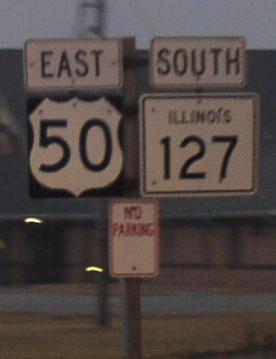 EAST
50
SOUTH
ILLINOIS
127
NO
PARKING